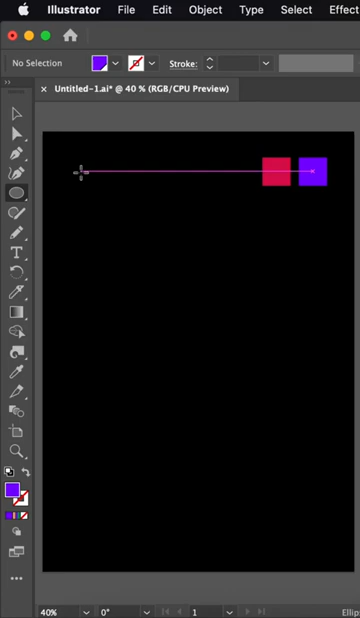 Illustrator File Edit Object Type Select Effect
No Selection Stroke:
Untitled-1.ai* @ 40 % (RGB/CPU Preview)
T
40% 0° 1 Ellip